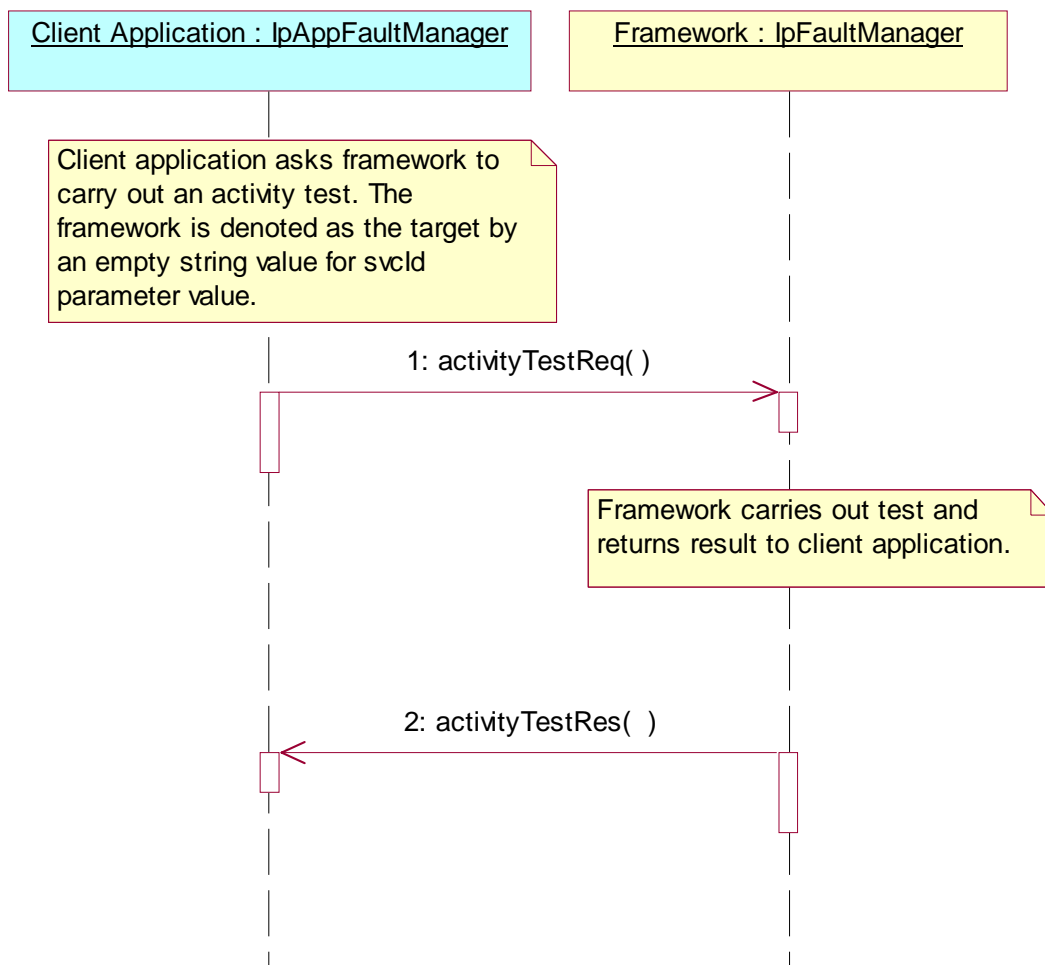 Client Application : IpAppFaultManager
Framework : IpFaultManager
Client application asks framework to
carry out an activity test. The
framework is denoted as the target by
an empty string value for svcId
parameter value.
1: activityTestReq( )
Framework carries out test and
returns result to client application.
2: activityTestRes(  )